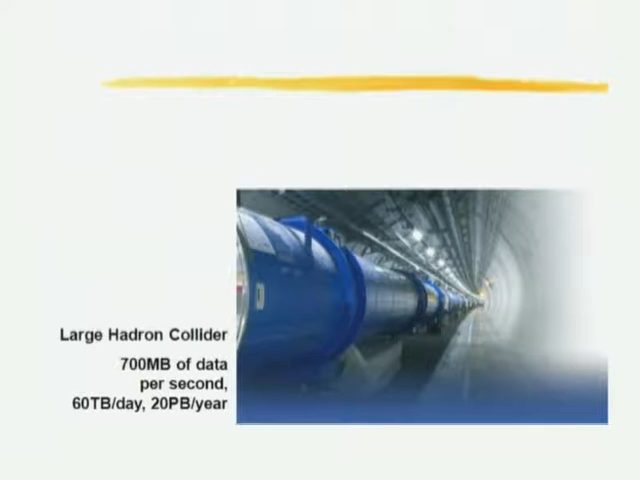 Large Hadron Collider
700MB of data
per second,
60TB/day, 20PB/year